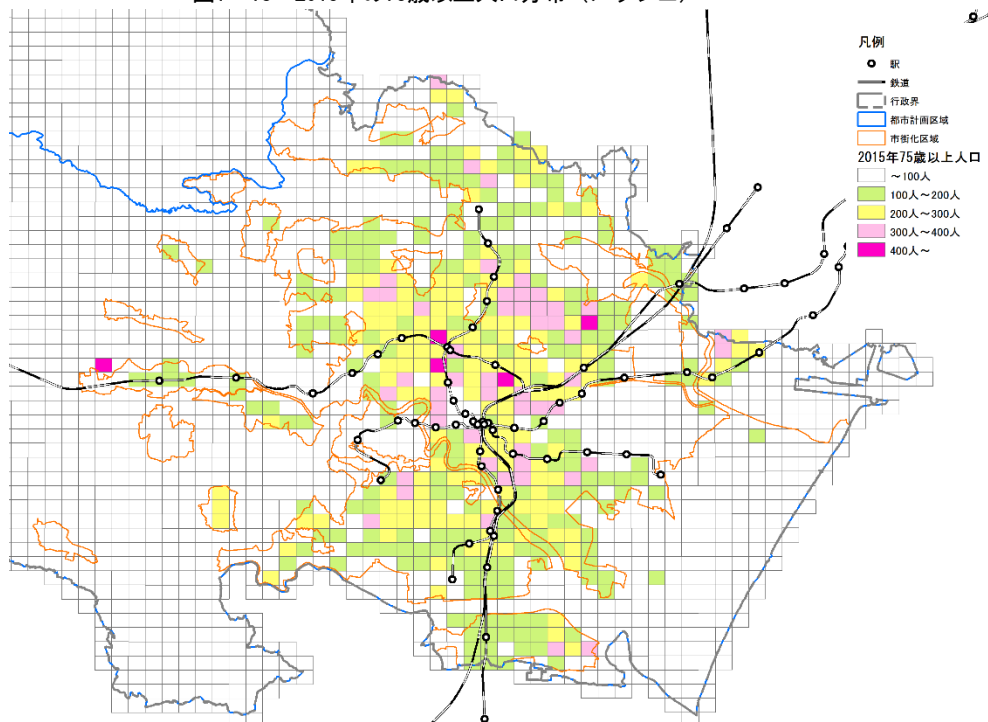 凡例
駅
鉄道
行政界
都市計画区域
市街化区域
2015年75歳以上人口
～100人
100人～200人
200人～300人
300人～400人
400人～